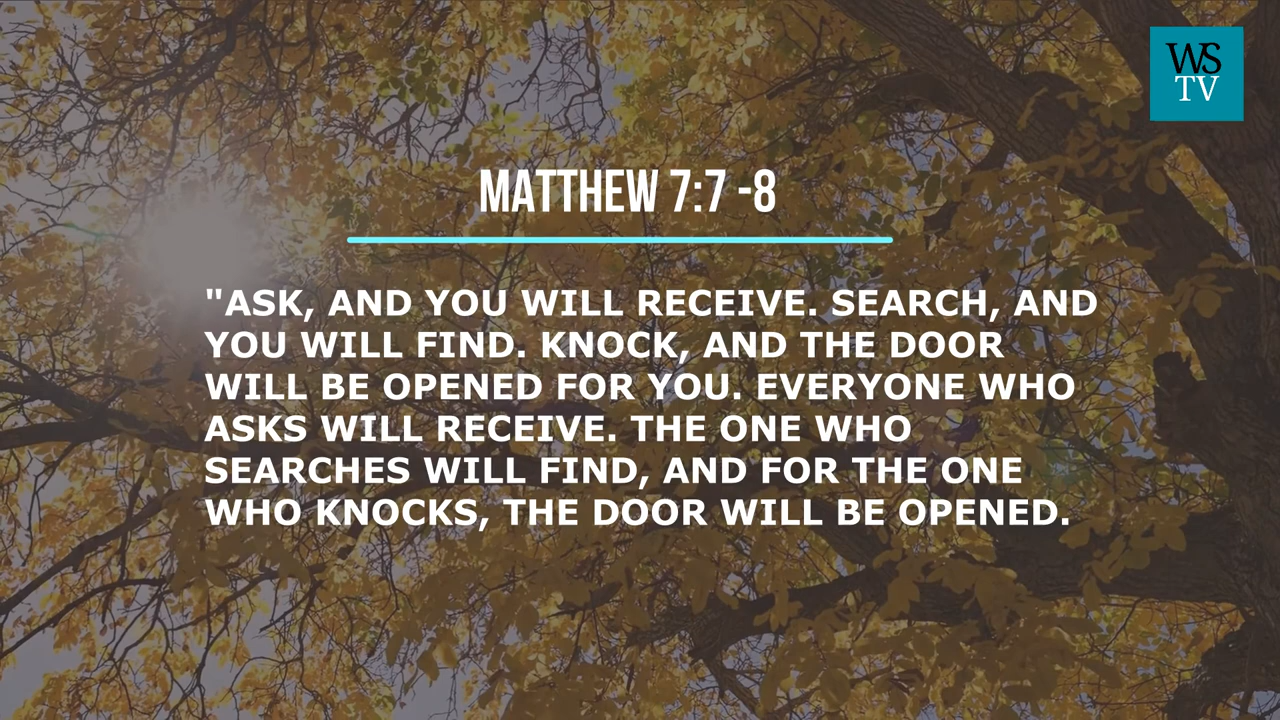 WS
TV
MATTHEW 7:7 -8
"ASK, AND YOU WILL RECEIVE. SEARCH, AND
YOU WILL FIND. KNOCK, AND THE DOOR
WILL BE OPENED FOR YOU. EVERYONE WHO
ASKS WILL RECEIVE. THE ONE WHO
SEARCHES WILL FIND, AND FOR THE ONE
WHO KNOCKS, THE DOOR WILL BE OPENED.